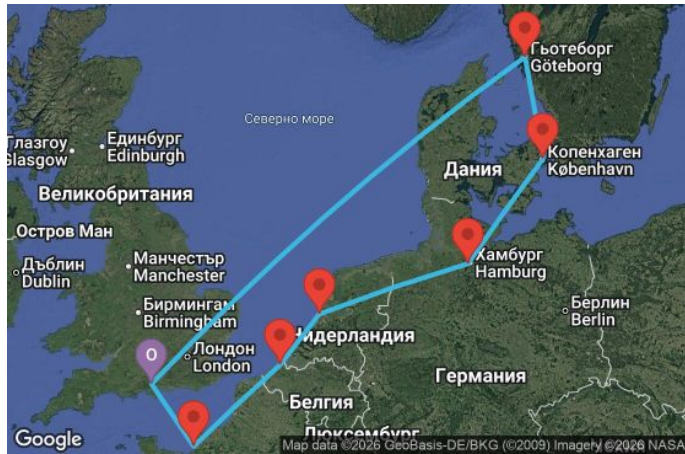 Гьотеборг
Göteborg
Северно море
Глазгоу
Glasgow
Единбург
Edinburgh
Копенхаген
København
Дания
Великобритания
Остров Ман
Хамбург
Hamburg
Дъблин
Dublin
Манчестър
Manchester
Бирмингам
Birmingham
Берлин
Berlin
Нидерландия
O
Лондон
London
Германия
Белгия
Люксембург
Google
Map data ©2026 GeoBasis-DE/BKG (©2009) Imagery ©2026 NASA